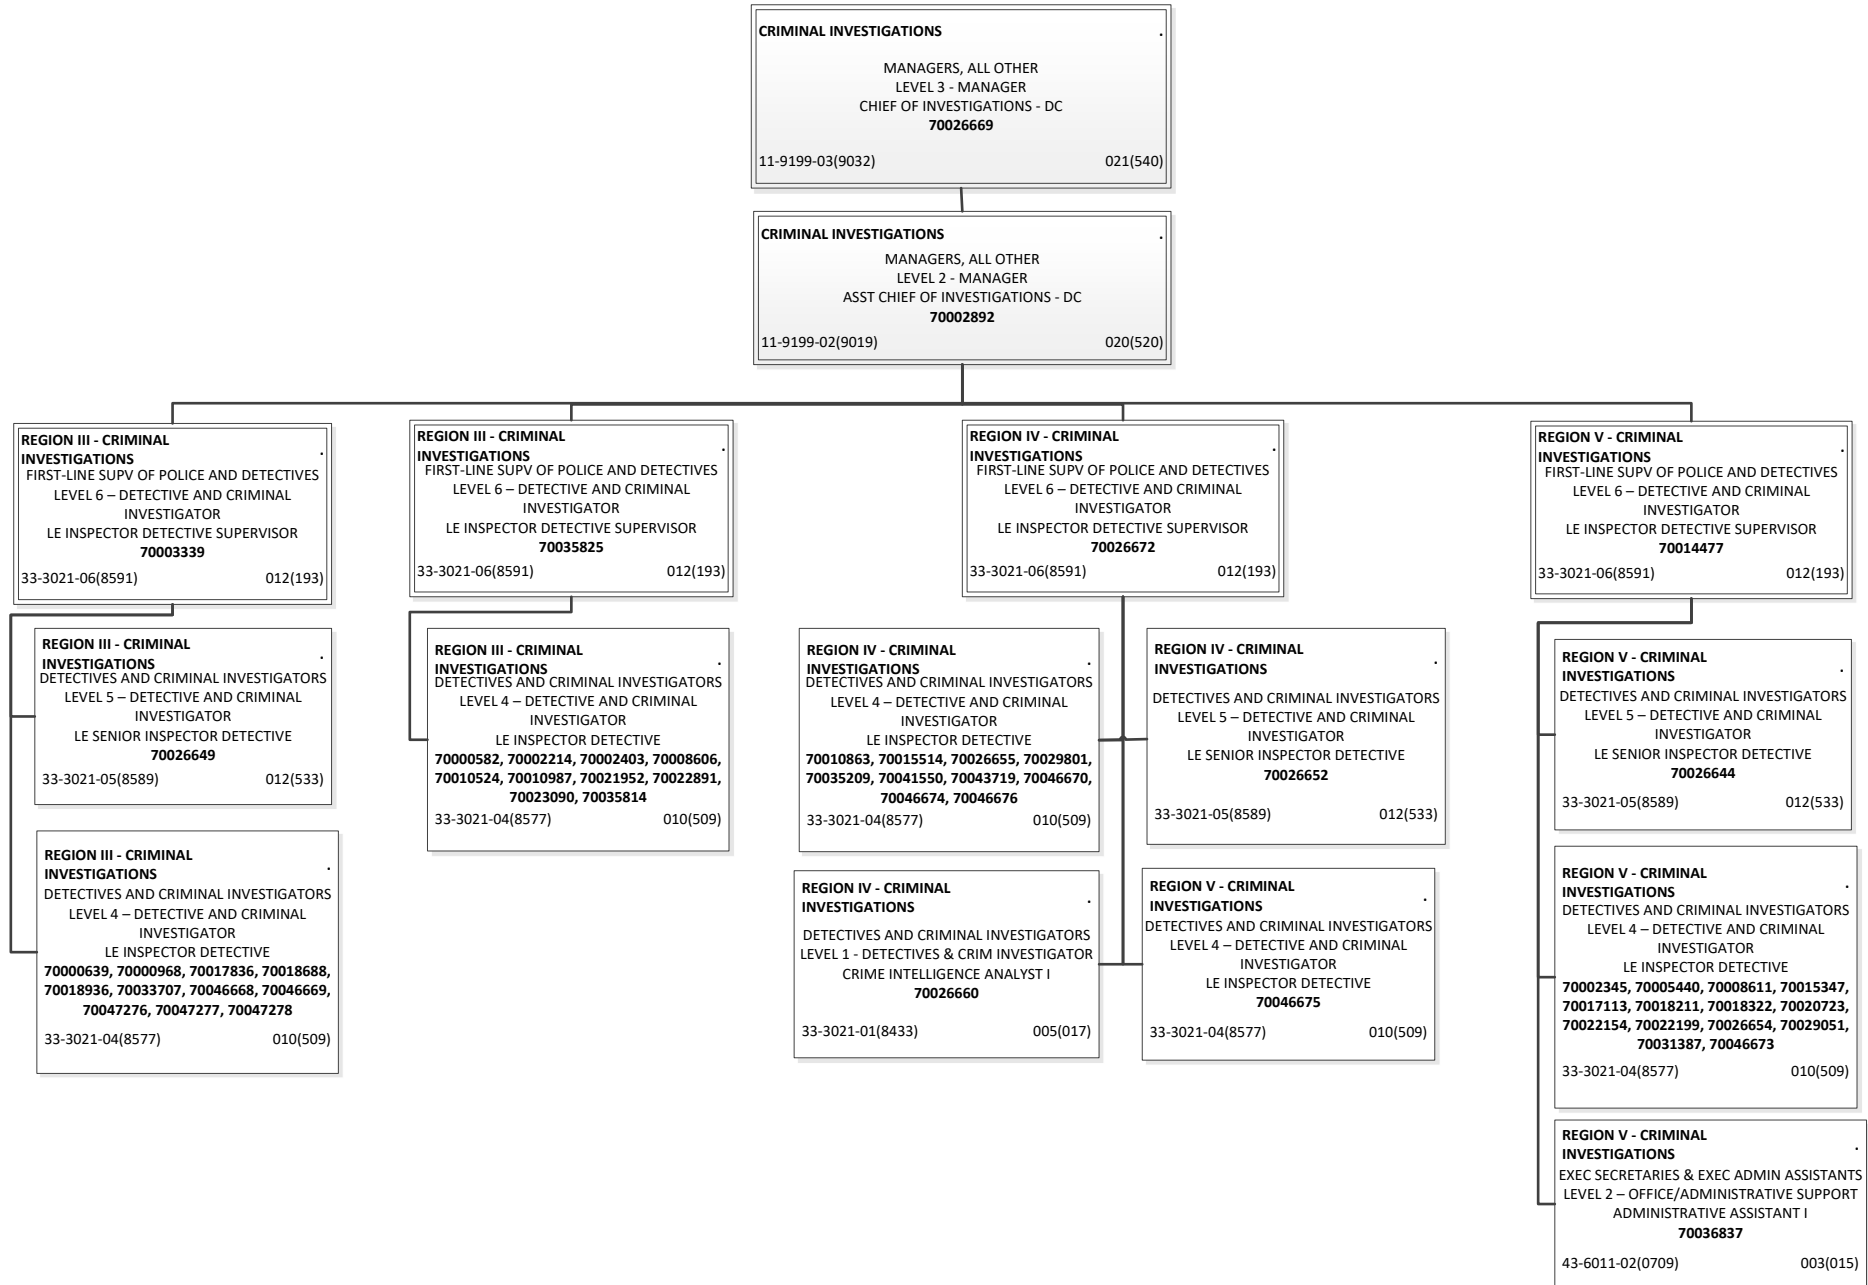 CRIMINAL INVESTIGATIONS .
MANAGERS, ALL OTHER
LEVEL 3 - MANAGER
CHIEF OF INVESTIGATIONS - DC
70026669
11-9199-03(9032) 021(540)
CRIMINAL INVESTIGATIONS .
MANAGERS, ALL OTHER
LEVEL 2 - MANAGER
ASST CHIEF OF INVESTIGATIONS - DC
70002892
11-9199-02(9019) 020(520)
REGION III - CRIMINAL
INVESTIGATIONS .
FIRST-LINE SUPV OF POLICE AND DETECTIVES
LEVEL 6 – DETECTIVE AND CRIMINAL
INVESTIGATOR
LE INSPECTOR DETECTIVE SUPERVISOR
70003339
33-3021-06(8591) 012(193)
REGION III - CRIMINAL
INVESTIGATIONS .
DETECTIVES AND CRIMINAL INVESTIGATORS
LEVEL 5 – DETECTIVE AND CRIMINAL
INVESTIGATOR
LE SENIOR INSPECTOR DETECTIVE
70026649
33-3021-05(8589) 012(533)
REGION III - CRIMINAL
INVESTIGATIONS .
DETECTIVES AND CRIMINAL INVESTIGATORS
LEVEL 4 – DETECTIVE AND CRIMINAL
INVESTIGATOR
LE INSPECTOR DETECTIVE
70000639, 70000968, 70017836, 70018688,
70018936, 70033707, 70046668, 70046669,
70047276, 70047277, 70047278
33-3021-04(8577) 010(509)
REGION III - CRIMINAL
INVESTIGATIONS .
FIRST-LINE SUPV OF POLICE AND DETECTIVES
LEVEL 6 – DETECTIVE AND CRIMINAL
INVESTIGATOR
LE INSPECTOR DETECTIVE SUPERVISOR
70035825
33-3021-06(8591) 012(193)
REGION III - CRIMINAL
INVESTIGATIONS .
DETECTIVES AND CRIMINAL INVESTIGATORS
LEVEL 4 – DETECTIVE AND CRIMINAL
INVESTIGATOR
LE INSPECTOR DETECTIVE
70000582, 70002214, 70002403, 70008606,
70010524, 70010987, 70021952, 70022891,
70023090, 70035814
33-3021-04(8577) 010(509)
REGION IV - CRIMINAL
INVESTIGATIONS .
FIRST-LINE SUPV OF POLICE AND DETECTIVES
LEVEL 6 – DETECTIVE AND CRIMINAL
INVESTIGATOR
LE INSPECTOR DETECTIVE SUPERVISOR
70026672
33-3021-06(8591) 012(193)
REGION IV - CRIMINAL
INVESTIGATIONS .
DETECTIVES AND CRIMINAL INVESTIGATORS
LEVEL 4 – DETECTIVE AND CRIMINAL
INVESTIGATOR
LE INSPECTOR DETECTIVE
70010863, 70015514, 70026655, 70029801,
70035209, 70041550, 70043719, 70046670,
70046674, 70046676
33-3021-04(8577) 010(509)
REGION IV - CRIMINAL
INVESTIGATIONS .
DETECTIVES AND CRIMINAL INVESTIGATORS
LEVEL 5 – DETECTIVE AND CRIMINAL
INVESTIGATOR
LE SENIOR INSPECTOR DETECTIVE
70026652
33-3021-05(8589) 012(533)
REGION IV - CRIMINAL
INVESTIGATIONS .
DETECTIVES AND CRIMINAL INVESTIGATORS
LEVEL 1 - DETECTIVES & CRIM INVESTIGATOR
CRIME INTELLIGENCE ANALYST I
70026660
33-3021-01(8433) 005(017)
REGION V - CRIMINAL
INVESTIGATIONS .
DETECTIVES AND CRIMINAL INVESTIGATORS
LEVEL 4 – DETECTIVE AND CRIMINAL
INVESTIGATOR
LE INSPECTOR DETECTIVE
70046675
33-3021-04(8577) 010(509)
REGION V - CRIMINAL
INVESTIGATIONS .
FIRST-LINE SUPV OF POLICE AND DETECTIVES
LEVEL 6 – DETECTIVE AND CRIMINAL
INVESTIGATOR
LE INSPECTOR DETECTIVE SUPERVISOR
70014477
33-3021-06(8591) 012(193)
REGION V - CRIMINAL
INVESTIGATIONS .
DETECTIVES AND CRIMINAL INVESTIGATORS
LEVEL 5 – DETECTIVE AND CRIMINAL
INVESTIGATOR
LE SENIOR INSPECTOR DETECTIVE
70026644
33-3021-05(8589) 012(533)
REGION V - CRIMINAL
INVESTIGATIONS .
DETECTIVES AND CRIMINAL INVESTIGATORS
LEVEL 4 – DETECTIVE AND CRIMINAL
INVESTIGATOR
LE INSPECTOR DETECTIVE
70002345, 70005440, 70008611, 70015347,
70017113, 70018211, 70018322, 70020723,
70022154, 70022199, 70026654, 70029051,
70031387, 70046673
33-3021-04(8577) 010(509)
REGION V - CRIMINAL
INVESTIGATIONS .
EXEC SECRETARIES & EXEC ADMIN ASSISTANTS
LEVEL 2 – OFFICE/ADMINISTRATIVE SUPPORT
ADMINISTRATIVE ASSISTANT I
70036837
43-6011-02(0709) 003(015)